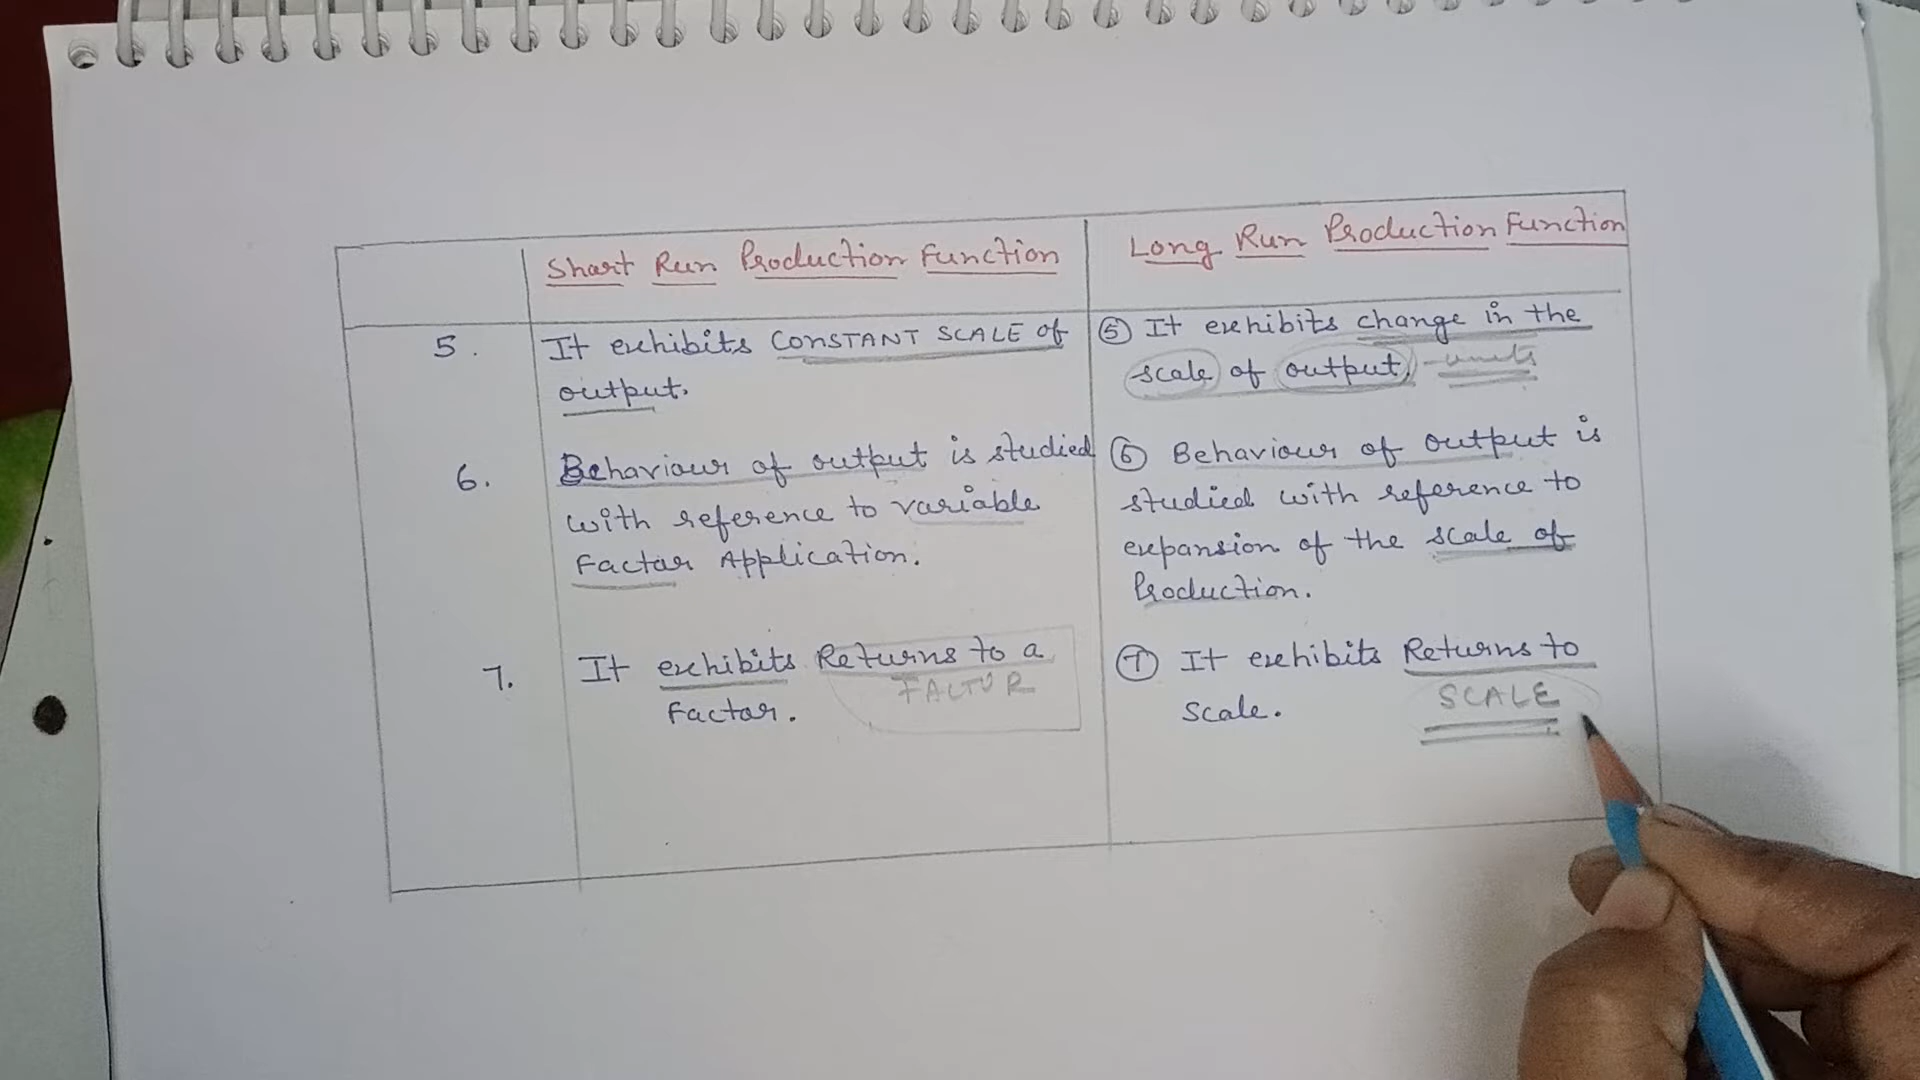 Short Run Production Function
Long Run Production Function
5.
It exhibits CONSTANT SCALE of
output.
⑤ It exhibits change in the
scale of output. - units
6.
Behaviour of output is studied
with reference to variable
Factor Application.
⑥ Behaviour of output is
studied with reference to
expansion of the scale of
Production.
7.
It exhibits Returns to a
Factor.
FACTOR
⑦ It exhibits Returns to
Scale.
SCALE